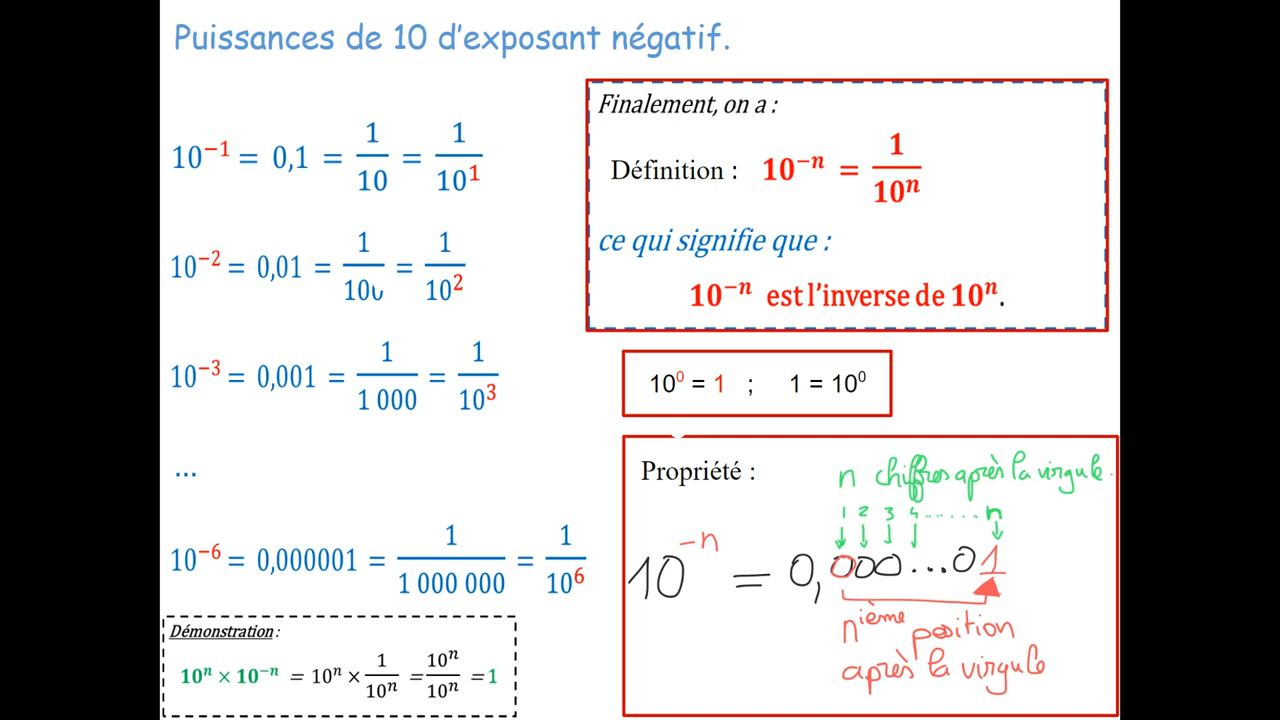 Puissances de 10 d'exposant négatif.
10⁻¹ = 0,1 = 1/10 = 1/10¹
10⁻² = 0,01 = 1/100 = 1/10²
10⁻³ = 0,001 = 1/1 000 = 1/10³
...
10⁻⁶ = 0,000001 = 1/1 000 000 = 1/10⁶
Démonstration :
10ⁿ × 10⁻ⁿ = 10ⁿ × 1/10ⁿ = 10ⁿ/10ⁿ = 1
Finalement, on a :
Définition : 10⁻ⁿ = 1/10ⁿ
ce qui signifie que :
10⁻ⁿ est l'inverse de 10ⁿ.
10⁰ = 1 ; 1 = 10⁰
Propriété :
n chiffres après la virgule.
1 2 3 4 ........ n
10⁻ⁿ = 0,000...01
nième position
après la virgule